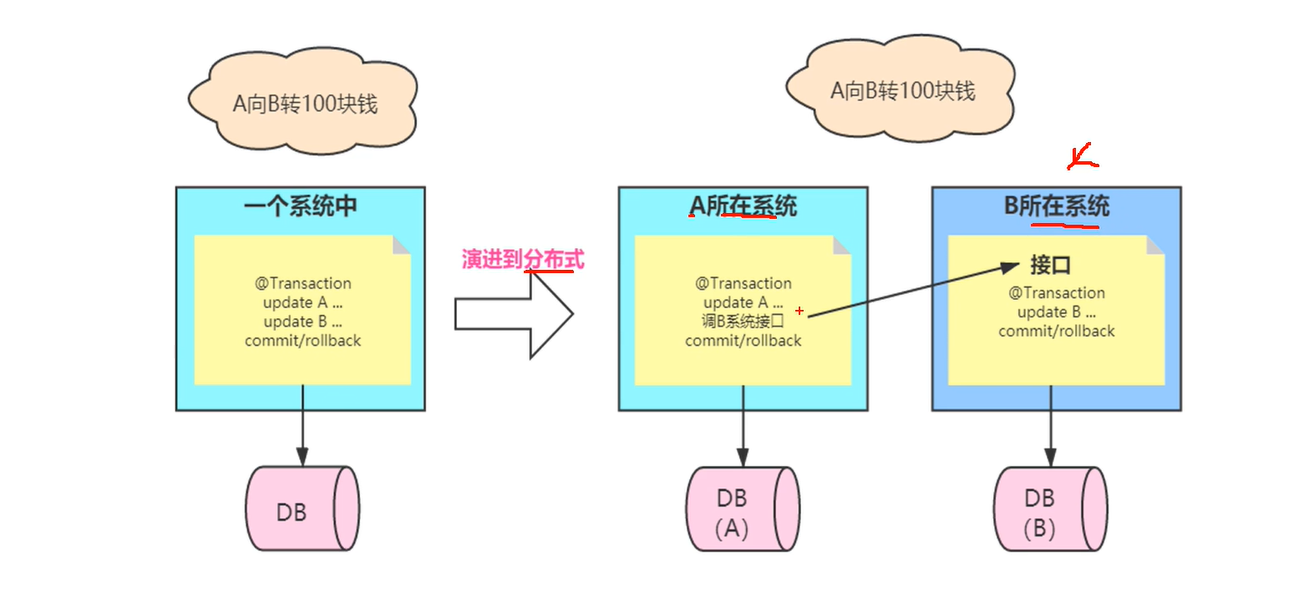 A向B转100块钱
A向B转100块钱
一个系统中
@Transaction
update A ...
update B ...
commit/rollback
DB
演进到分布式
A所在系统
@Transaction
update A ...
调B系统接口
commit/rollback
DB
（A）
B所在系统
接口
@Transaction
update B ...
commit/rollback
DB
（B）